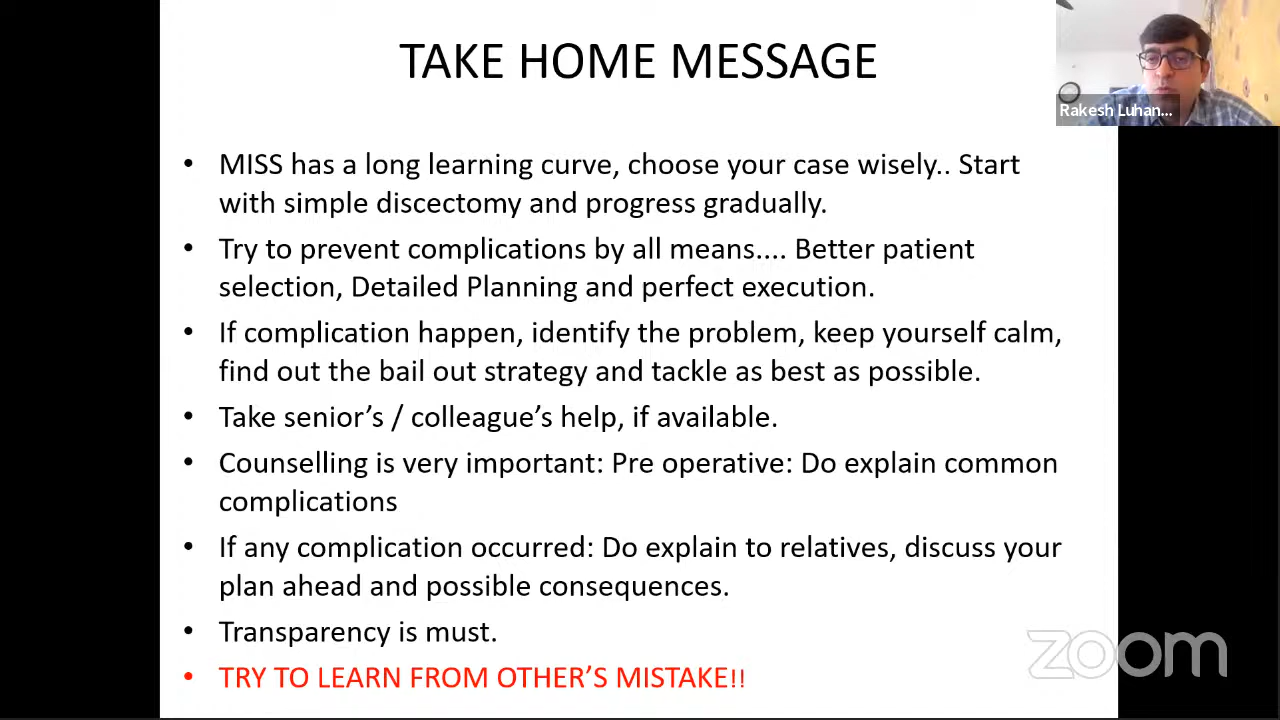 TAKE HOME MESSAGE
Rakesh Luhan...
• MISS has a long learning curve, choose your case wisely.. Start
with simple discectomy and progress gradually.
• Try to prevent complications by all means.... Better patient
selection, Detailed Planning and perfect execution.
• If complication happen, identify the problem, keep yourself calm,
find out the bail out strategy and tackle as best as possible.
• Take senior’s / colleague’s help, if available.
• Counselling is very important: Pre operative: Do explain common
complications
• If any complication occurred: Do explain to relatives, discuss your
plan ahead and possible consequences.
• Transparency is must.
• TRY TO LEARN FROM OTHER’S MISTAKE!!
zoom